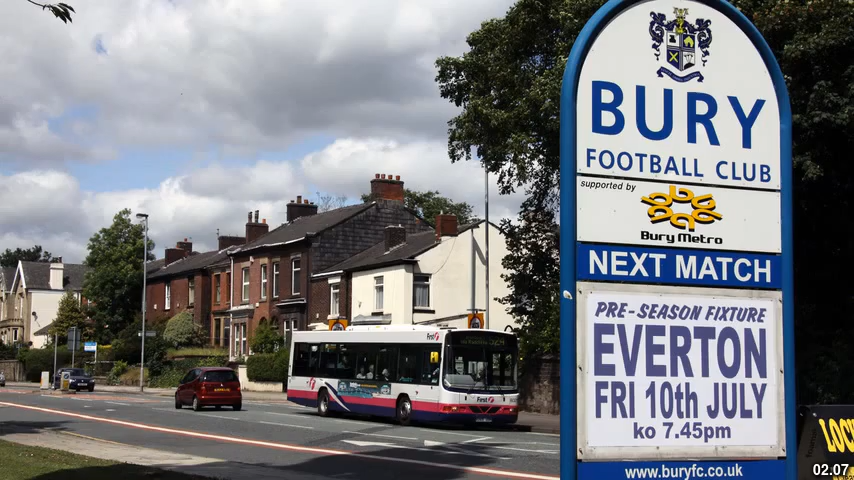 BURY
FOOTBALL CLUB
supported by
Bury Metro
NEXT MATCH
PRE-SEASON FIXTURE
EVERTON
FRI 10th JULY
ko 7.45pm
www.buryfc.co.uk
First
First
02.07